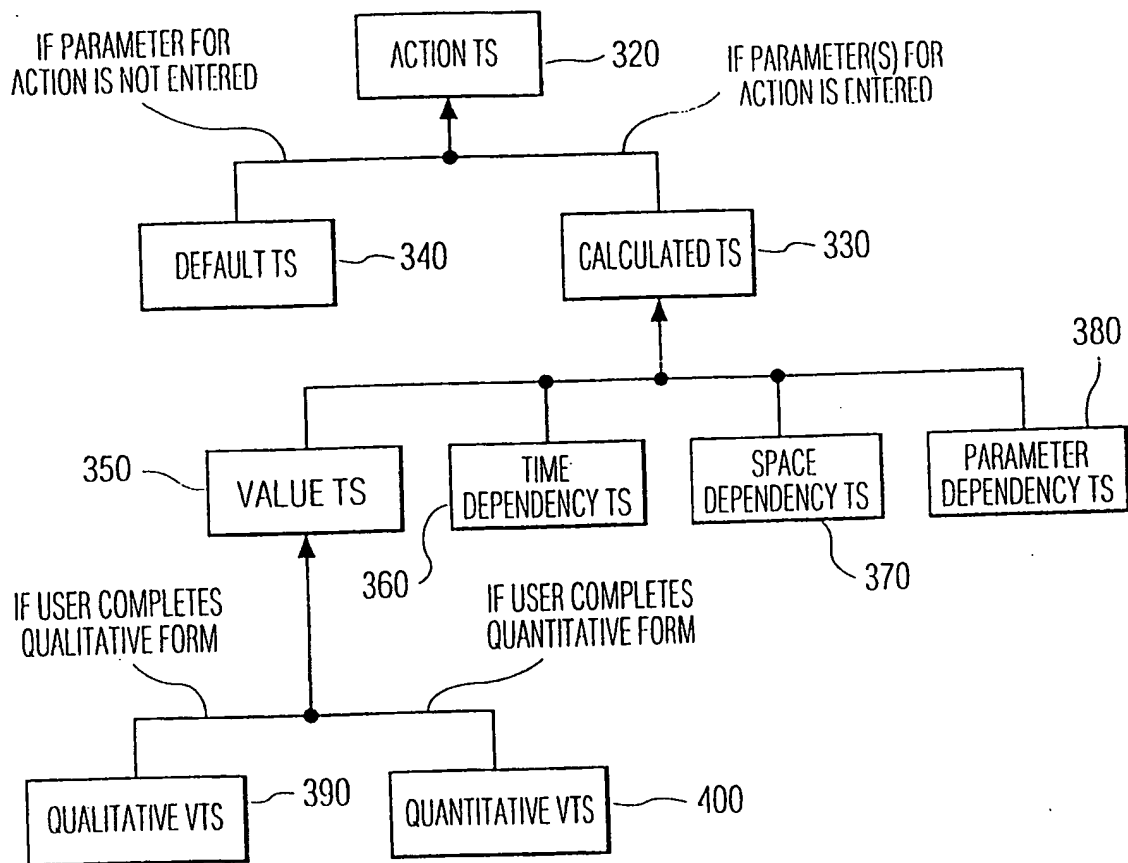 IF PARAMETER FOR
ACTION IS NOT ENTERED
ACTION TS
320
IF PARAMETER(S) FOR
ACTION IS ENTERED
DEFAULT TS
340
CALCULATED TS
330
380
350
VALUE TS
TIME
DEPENDENCY TS
SPACE
DEPENDENCY TS
PARAMETER
DEPENDENCY TS
360
370
IF USER COMPLETES
QUALITATIVE FORM
IF USER COMPLETES
QUANTITATIVE FORM
QUALITATIVE VTS
390
QUANTITATIVE VTS
400